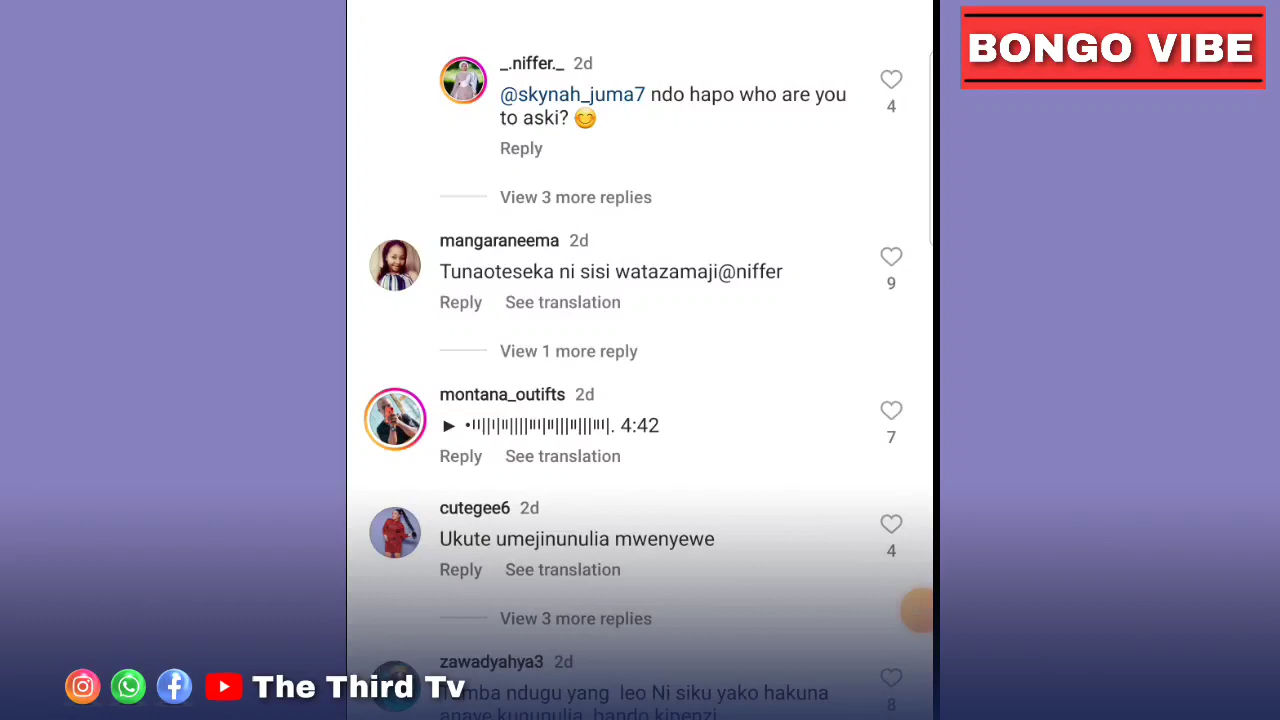 BONGO VIBE
_.niffer._ 2d
@skynah_juma7 ndo hapo who are you
to aski? 😊
4
Reply
View 3 more replies
mangaraneema 2d
Tunaoteseka ni sisi watazamaji@niffer
9
Reply See translation
View 1 more reply
montana_outifts 2d
► •၊၊||၊|။||||။‌‌‌‌‌၊|။|||။|||။၊|. 4:42
7
Reply See translation
cutegee6 2d
Ukute umejinunulia mwenyewe
4
Reply See translation
View 3 more replies
zawadyahya3 2d
ndugu yang leo Ni siku yako hakuna
8
anaye kununulia bando kipenzi
The Third Tv